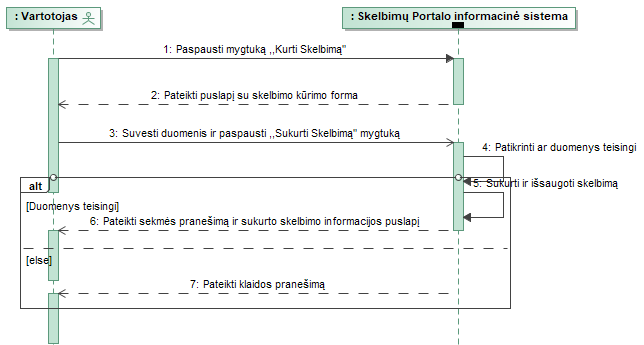 : Vartotojas
: Skelbimų Portalo informacinė sistema
1: Paspausti mygtuką ,,Kurti Skelbimą"
2: Pateikti puslapį su skelbimo kūrimo forma
3: Suvesti duomenis ir paspausti ,,Sukurti Skelbimą" mygtuką
4: Patikrinti ar duomenys teisingi
alt
5: Sukurti ir išsaugoti skelbimą
[Duomenys teisingi]
6: Pateikti sekmės pranešimą ir sukurto skelbimo informacijos puslapį
[else]
7: Pateikti klaidos pranešimą